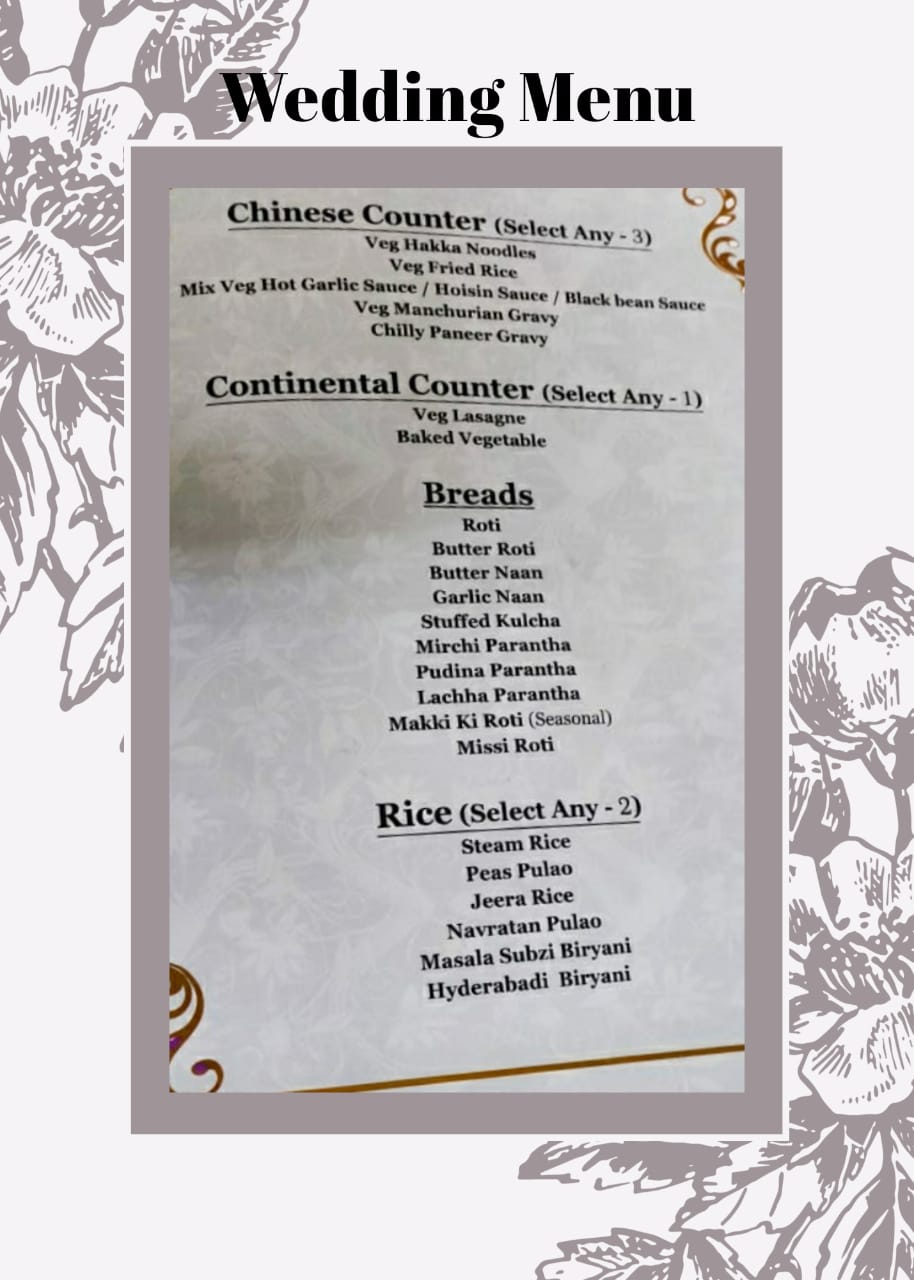 Wedding Menu
Chinese Counter (Select Any - 3)
Veg Hakka Noodles
Veg Fried Rice
Mix Veg Hot Garlic Sauce / Hoisin Sauce / Black bean Sauce
Veg Manchurian Gravy
Chilly Paneer Gravy
Continental Counter (Select Any - 1)
Veg Lasagne
Baked Vegetable
Breads
Roti
Butter Roti
Butter Naan
Garlic Naan
Stuffed Kulcha
Mirchi Parantha
Pudina Parantha
Lachha Parantha
Makki Ki Roti (Seasonal)
Missi Roti
Rice (Select Any - 2)
Steam Rice
Peas Pulao
Jeera Rice
Navratan Pulao
Masala Subzi Biryani
Hyderabadi Biryani